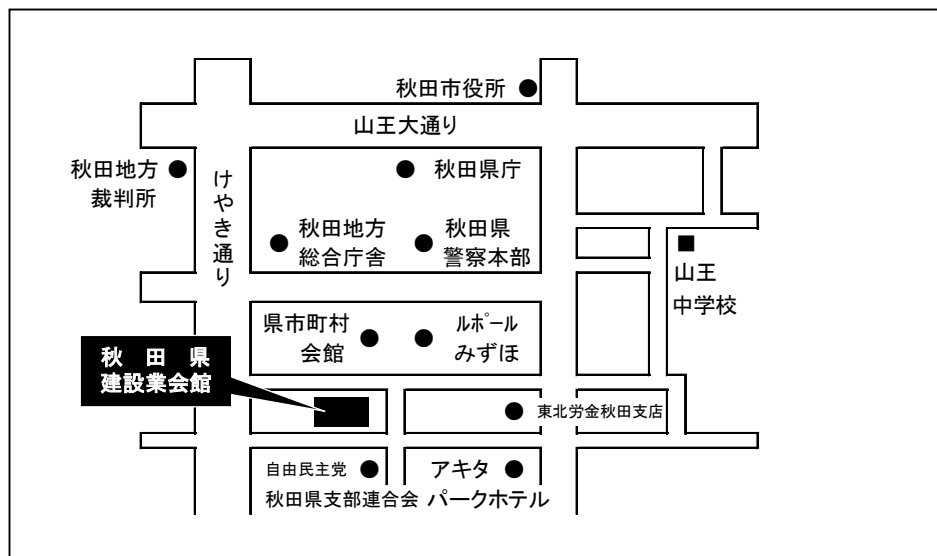 秋田市役所
山王大通り
秋田地方
裁判所
けやき通り
秋田県庁
秋田地方
総合庁舎
秋田県
警察本部
山王
中学校
県市町村
会館
ﾙﾎﾟｰﾙ
みずほ
秋田県
建設業会館
東北労金秋田支店
自由民主党
秋田県支部連合会
アキタ
パークホテル